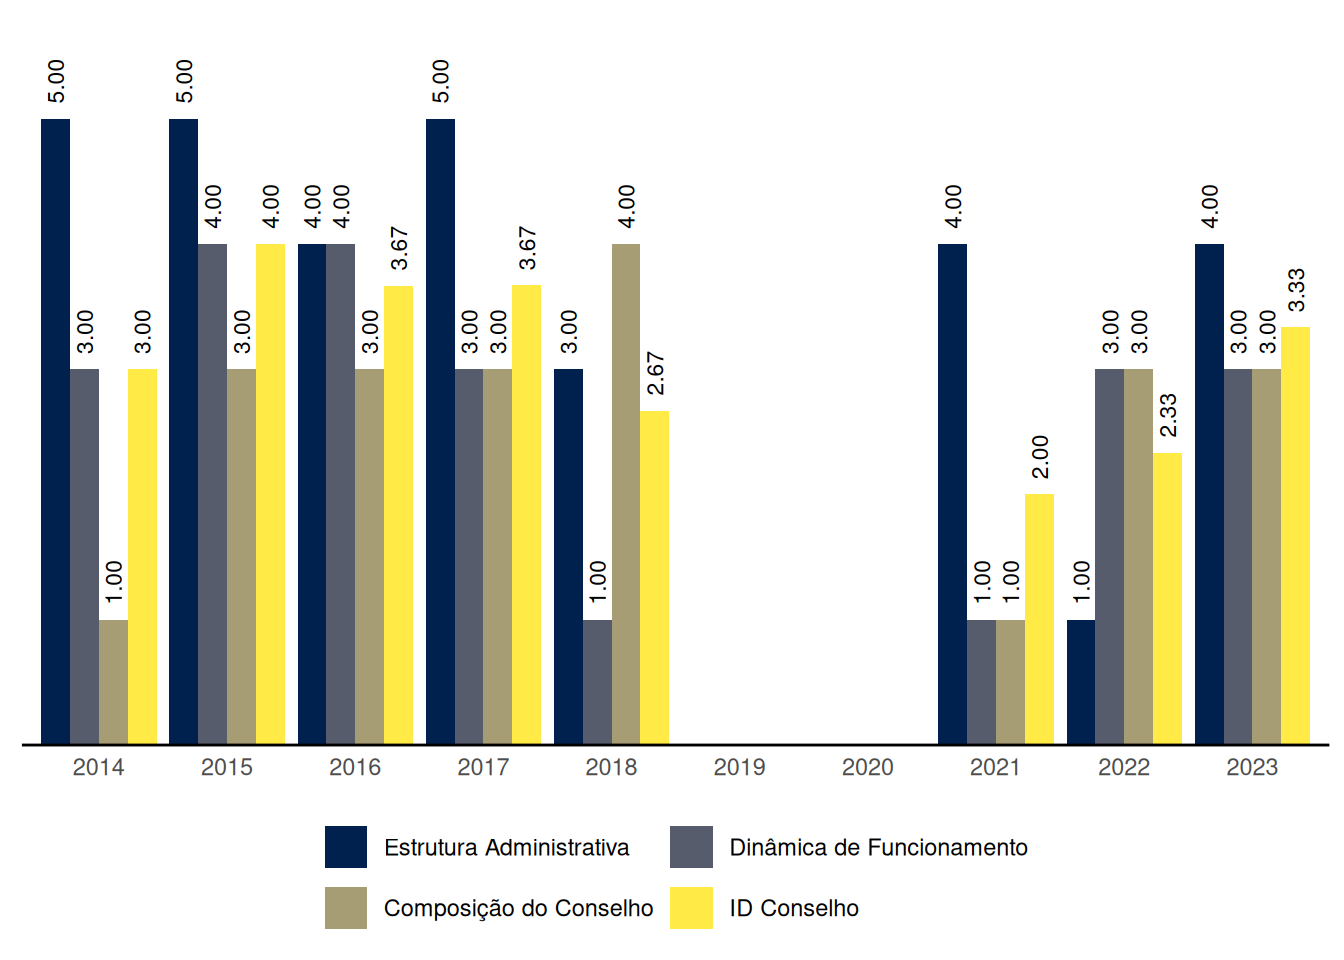 5.00 3.00 1.00 3.00
5.00 4.00 3.00 4.00
4.00 4.00 3.00 3.67
5.00 3.00 3.00 3.67
3.00 1.00 4.00 2.67
4.00 1.00 1.00 2.00
1.00 3.00 3.00 2.33
4.00 3.00 3.00 3.33
2014 2015 2016 2017 2018 2019 2020 2021 2022 2023
Estrutura Administrativa Dinâmica de Funcionamento
Composição do Conselho ID Conselho